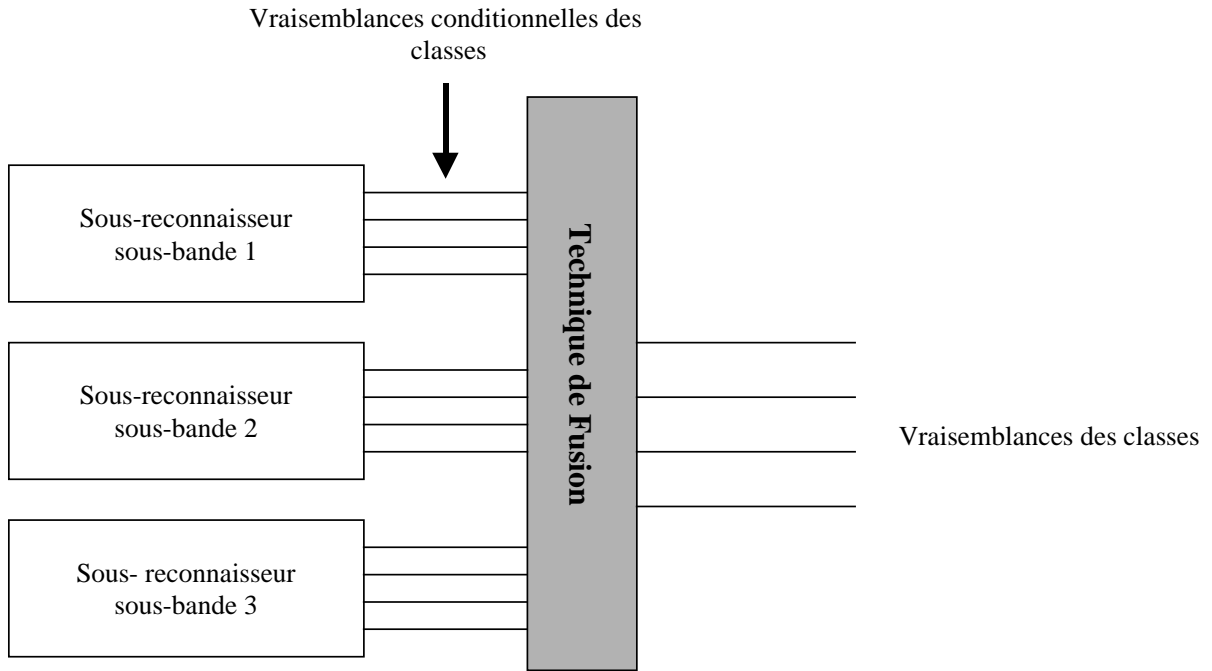 Vraisemblances conditionnelles des
classes
Sous-reconnaisseur
sous-bande 1
Technique de Fusion
Sous-reconnaisseur
sous-bande 2
Vraisemblances des classes
Sous- reconnaisseur
sous-bande 3